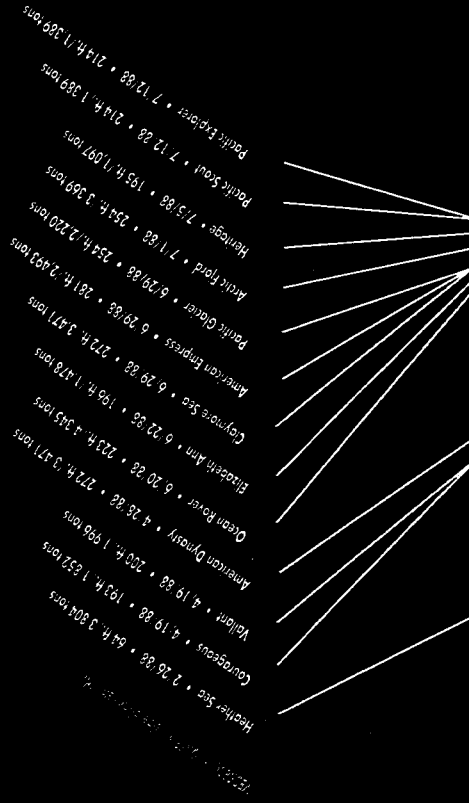 VESSEL
Heather Sea • 2 26/88 • 64 ft. 3 804 tons
Courageous • 4, 19 88 • 193 ft. 1 852 tons
Valiant • 4, 19 88 • 200 ft. 1 996 tons
American Dynasty • 4 28 88 • 272 ft. 3,471 tons
Ocean Rover • 6 20 88 • 223 ft. 4 345 tons
Elizabeth Ann • 6 22 88 • 196 ft. 1,478 tons
Claymore Sea • 6 29 88 • 272 ft. 3,471 tons
American Empress • 6 29/88 • 281 ft./2,493 tons
Pacific Glacier • 6/29/88 • 254 ft./2,220 tons
Arctic Fjord • 7/1/88 • 254 ft. 3,369 tons
Heritage • 7/5/88 • 195 ft./1,097 tons
Pacific Scout • 7, 12 88 • 214 ft. 1 389 tons
Pacific Explorer • 7 12/88 • 214 ft./1,389 tons